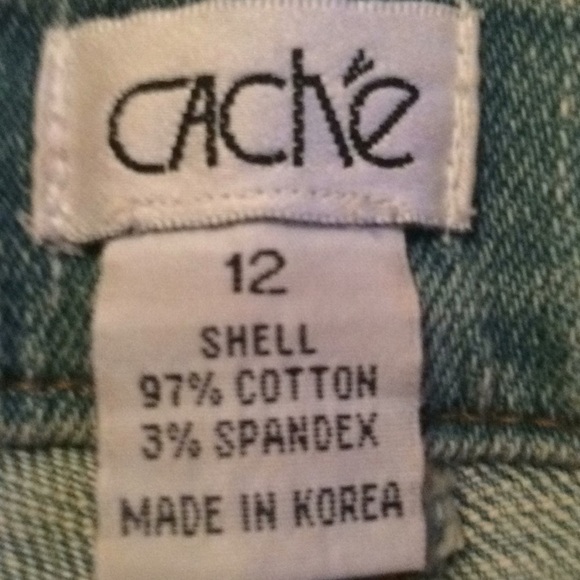 caché
12
SHELL
97% COTTON
3% SPANDEX
MADE IN KOREA